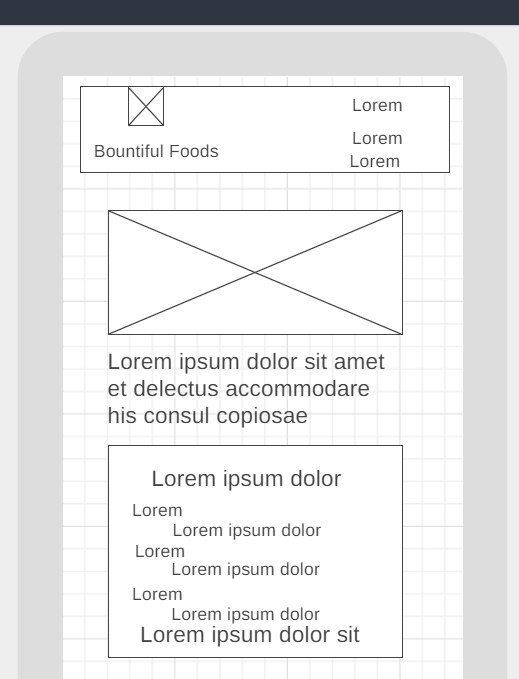 Lorem
Lorem
Bountiful Foods
Lorem
Lorem ipsum dolor sit amet
et delectus accommodare
his consul copiosae
Lorem ipsum dolor
Lorem
Lorem ipsum dolor
Lorem
Lorem ipsum dolor
Lorem
Lorem ipsum dolor
Lorem ipsum dolor sit